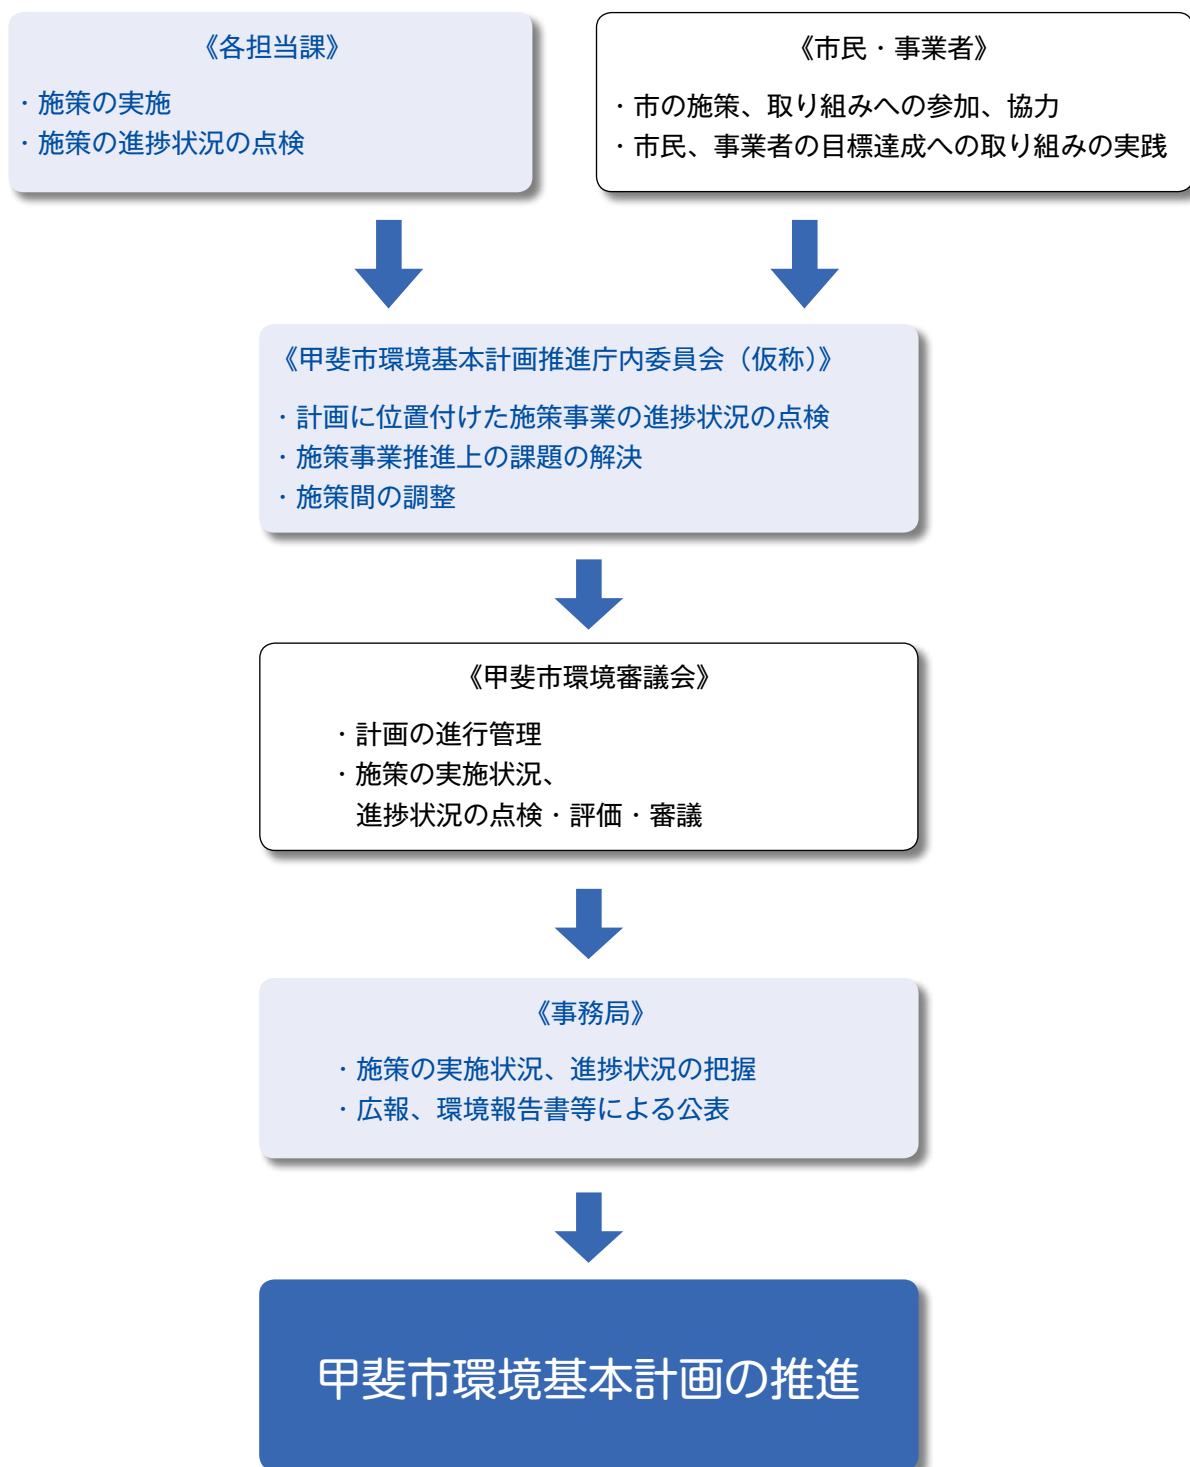 《各担当課》
・施策の実施
・施策の進捗状況の点検
《市民・事業者》
・市の施策、取り組みへの参加、協力
・市民、事業者の目標達成への取り組みの実践
《甲斐市環境基本計画推進庁内委員会（仮称）》
・計画に位置付けた施策事業の進捗状況の点検
・施策事業推進上の課題の解決
・施策間の調整
《甲斐市環境審議会》
・計画の進行管理
・施策の実施状況、
進捗状況の点検・評価・審議
《事務局》
・施策の実施状況、進捗状況の把握
・広報、環境報告書等による公表
甲斐市環境基本計画の推進